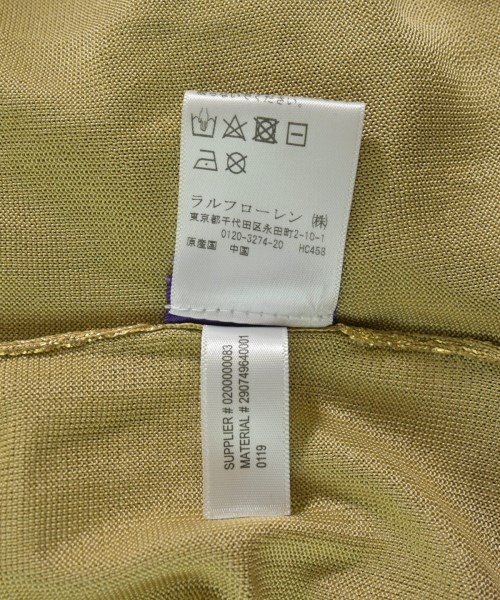 ラルフローレン ㈱
東京都千代田区永田町2-10-1
0120-3274-20 HC458
原産国 中国
SUPPLIER # 0200000083
MATERIAL # 290749640001
0119